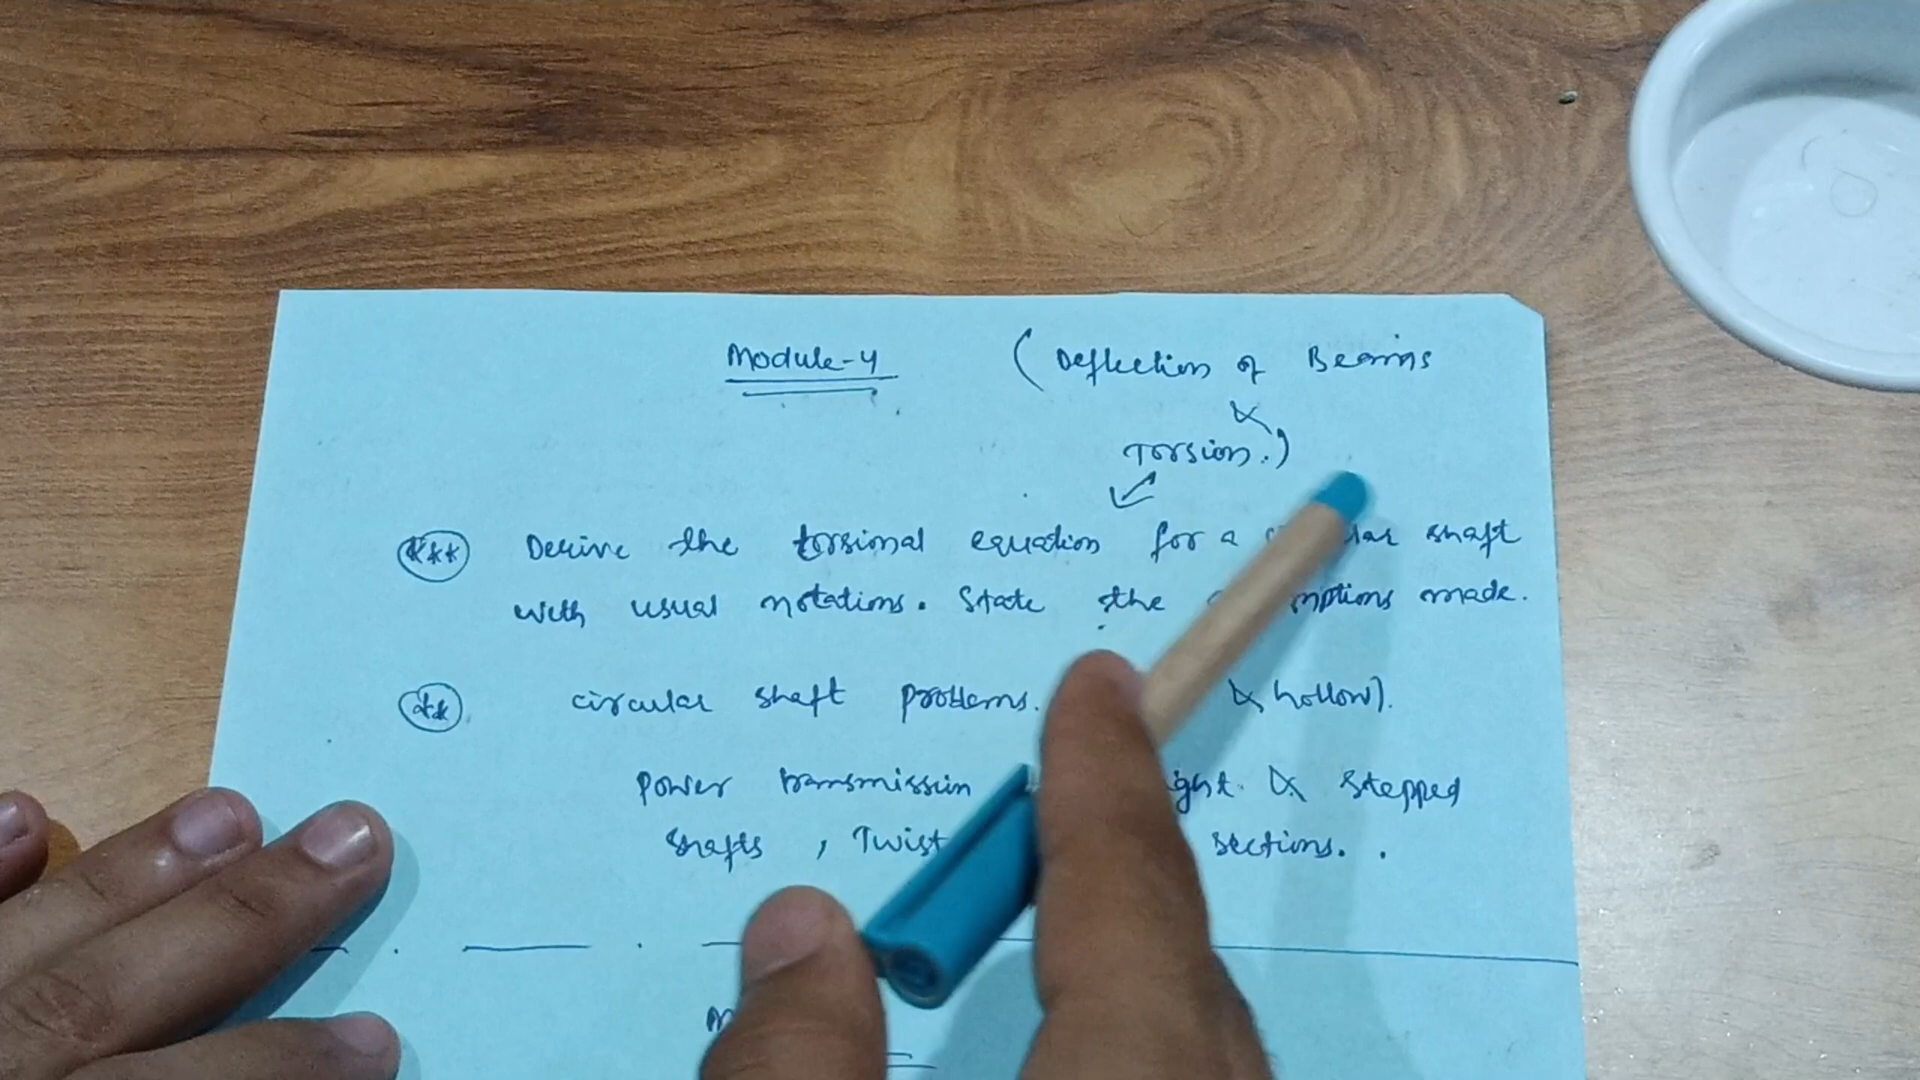 Module-4 (Deflection of Beams
&
Torsion.)
*** Derive the torsional equation for a shaft
with usual notations. State the made.
** circular shaft problems. & hollow).
Power transmission & stepped
shafts, Twist sections.